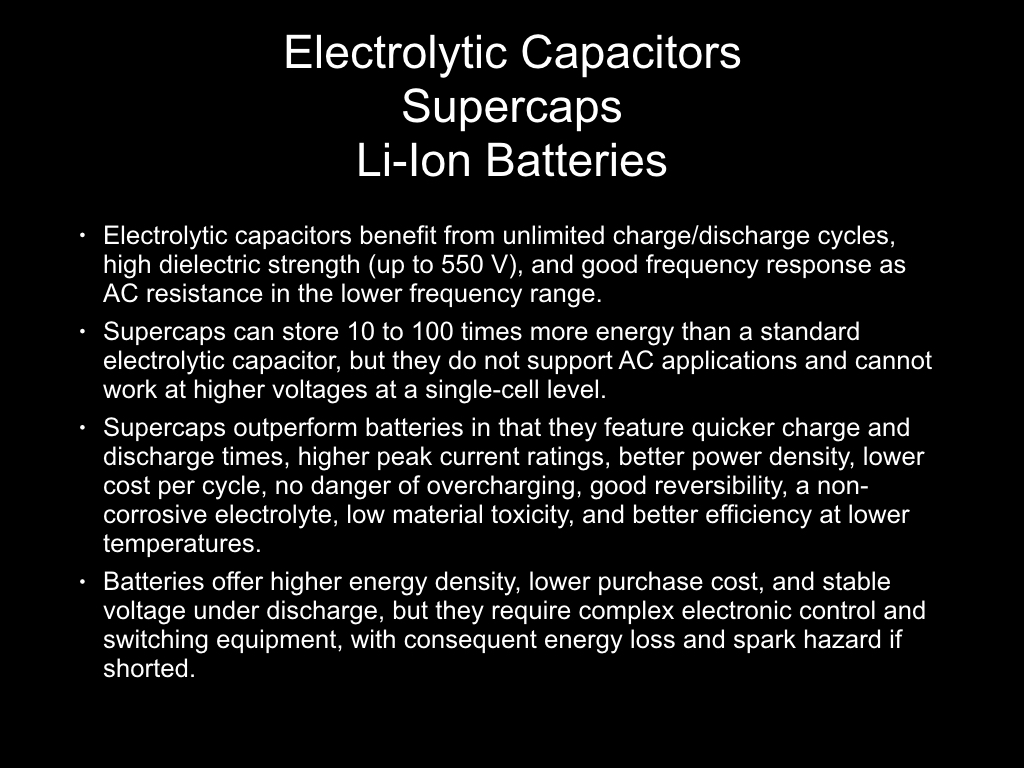 Electrolytic Capacitors
Supercaps
Li-Ion Batteries
• Electrolytic capacitors benefit from unlimited charge/discharge cycles,
high dielectric strength (up to 550 V), and good frequency response as
AC resistance in the lower frequency range.
• Supercaps can store 10 to 100 times more energy than a standard
electrolytic capacitor, but they do not support AC applications and cannot
work at higher voltages at a single-cell level.
• Supercaps outperform batteries in that they feature quicker charge and
discharge times, higher peak current ratings, better power density, lower
cost per cycle, no danger of overcharging, good reversibility, a non-
corrosive electrolyte, low material toxicity, and better efficiency at lower
temperatures.
• Batteries offer higher energy density, lower purchase cost, and stable
voltage under discharge, but they require complex electronic control and
switching equipment, with consequent energy loss and spark hazard if
shorted.